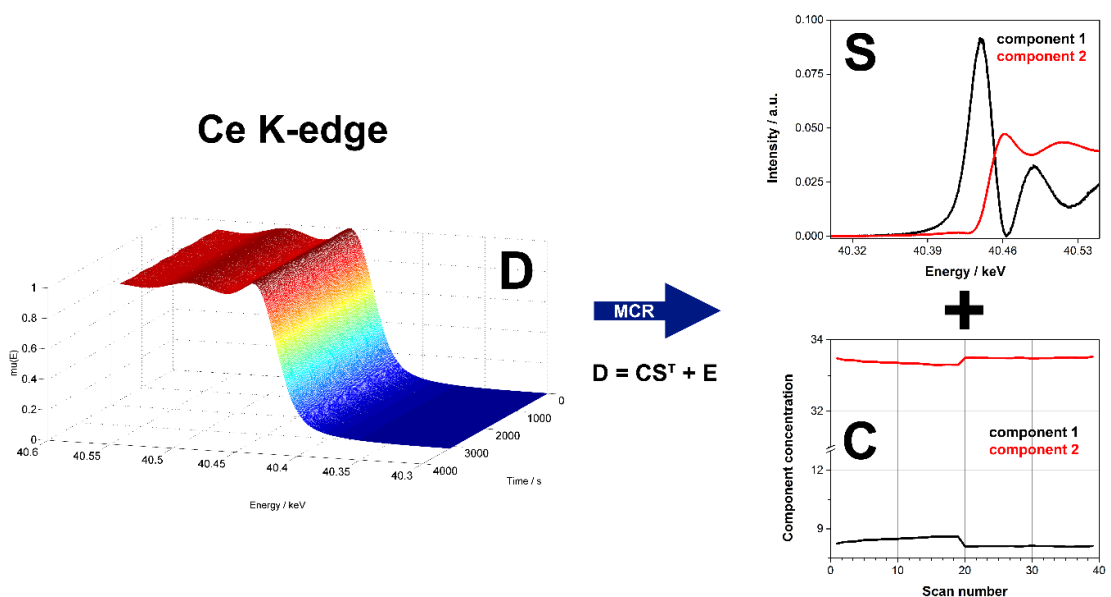 Ce K-edge
D
1
0.8
0.6
0.4
0.2
0
mu(E)
40.6
40.55
40.5
40.45
40.4
40.35
40.3
Energy / keV
0
1000
2000
3000
4000
Time / s
MCR
D = CSᵀ + E
S
component 1
component 2
0.100
0.075
0.050
0.025
0.000
Intensity / a.u.
40.32 40.39 40.46 40.53
Energy / keV
+
34
32
12
9
Component concentration
C
component 1
component 2
0 10 20 30 40
Scan number